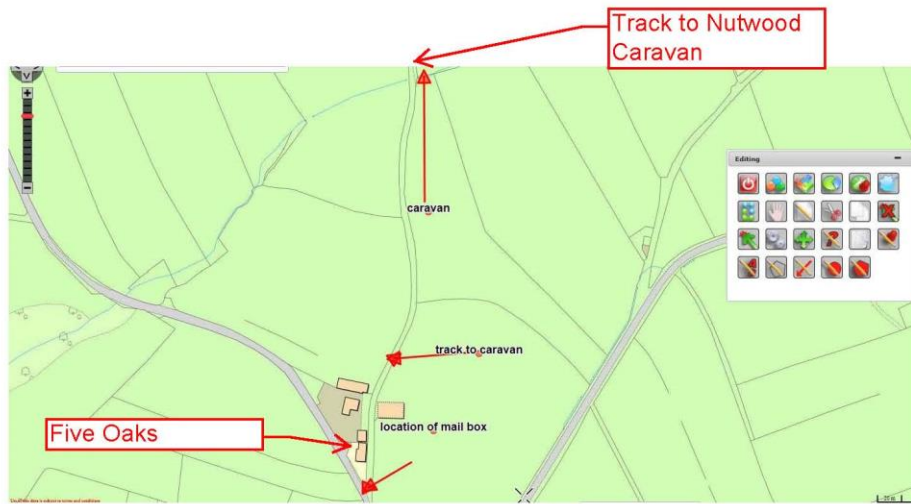 Track to Nutwood
Caravan
Editing
caravan
track to caravan
location of mail box
Five Oaks